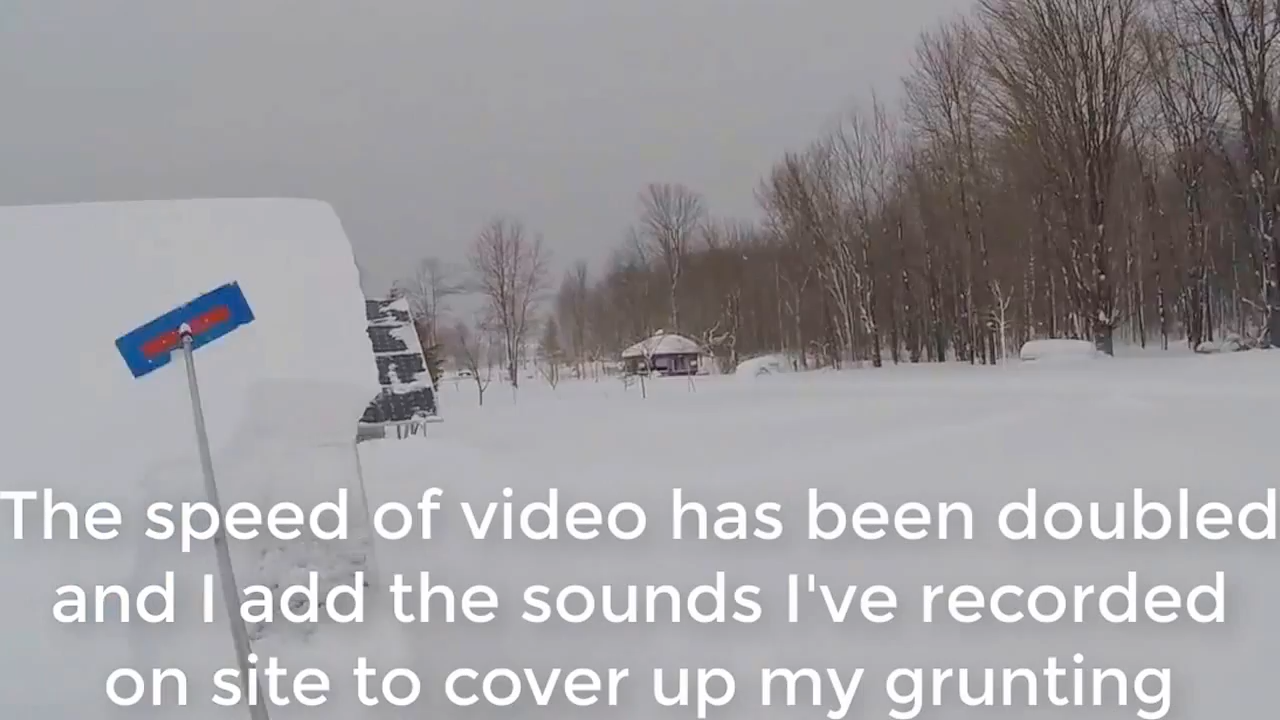 The speed of video has been doubled
and I add the sounds I've recorded
on site to cover up my grunting